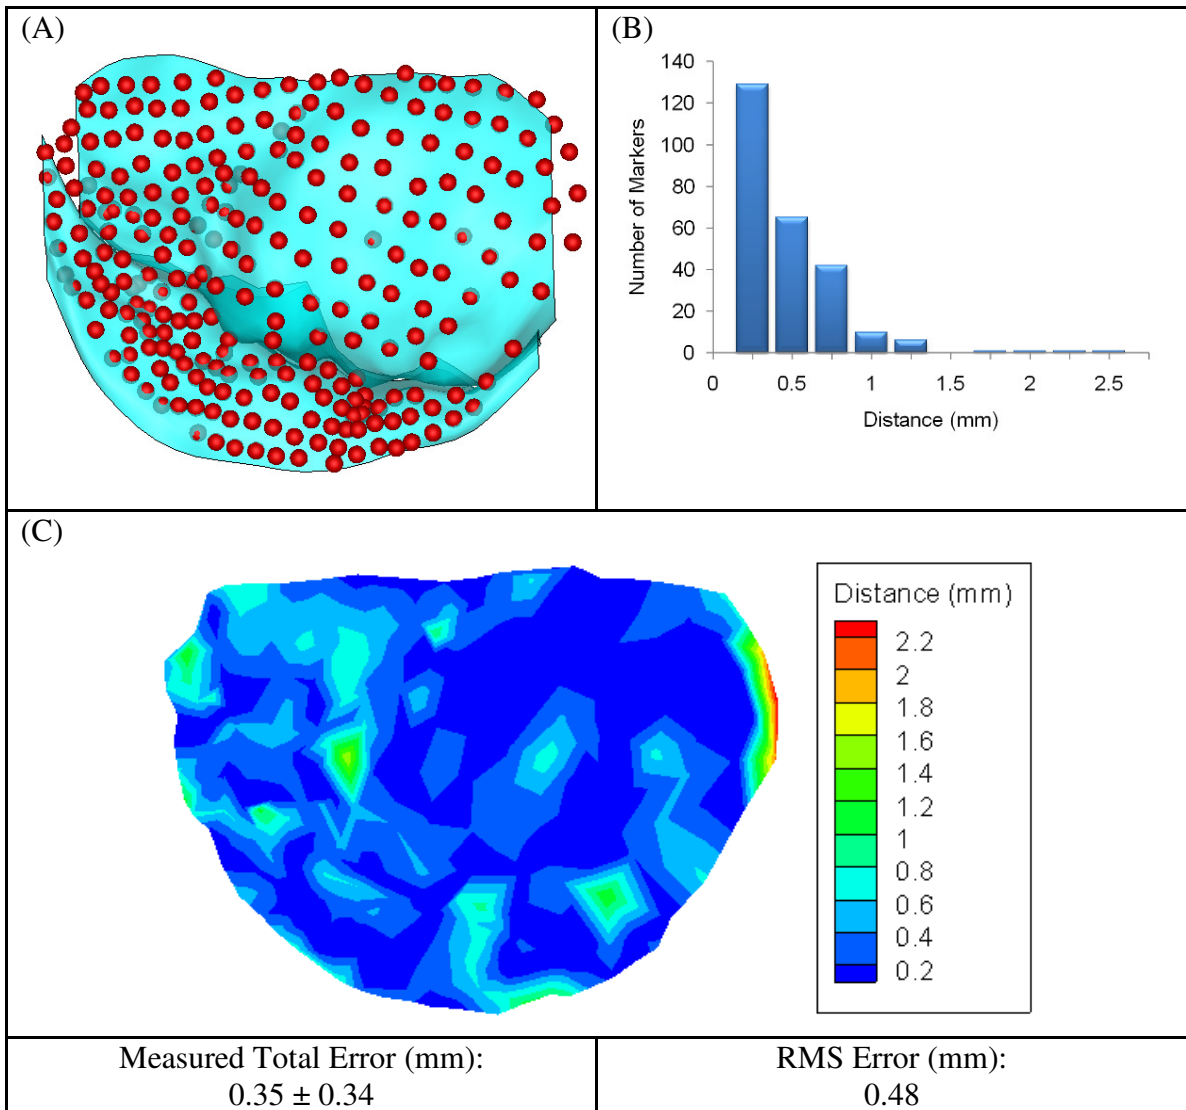 (A)
(B)
140
120
100
80
60
40
20
0
Number of Markers
0
0.5
1
1.5
2
2.5
Distance (mm)
(C)
Distance (mm)
2.2
2
1.8
1.6
1.4
1.2
1
0.8
0.6
0.4
0.2
Measured Total Error (mm):
0.35 ± 0.34
RMS Error (mm):
0.48